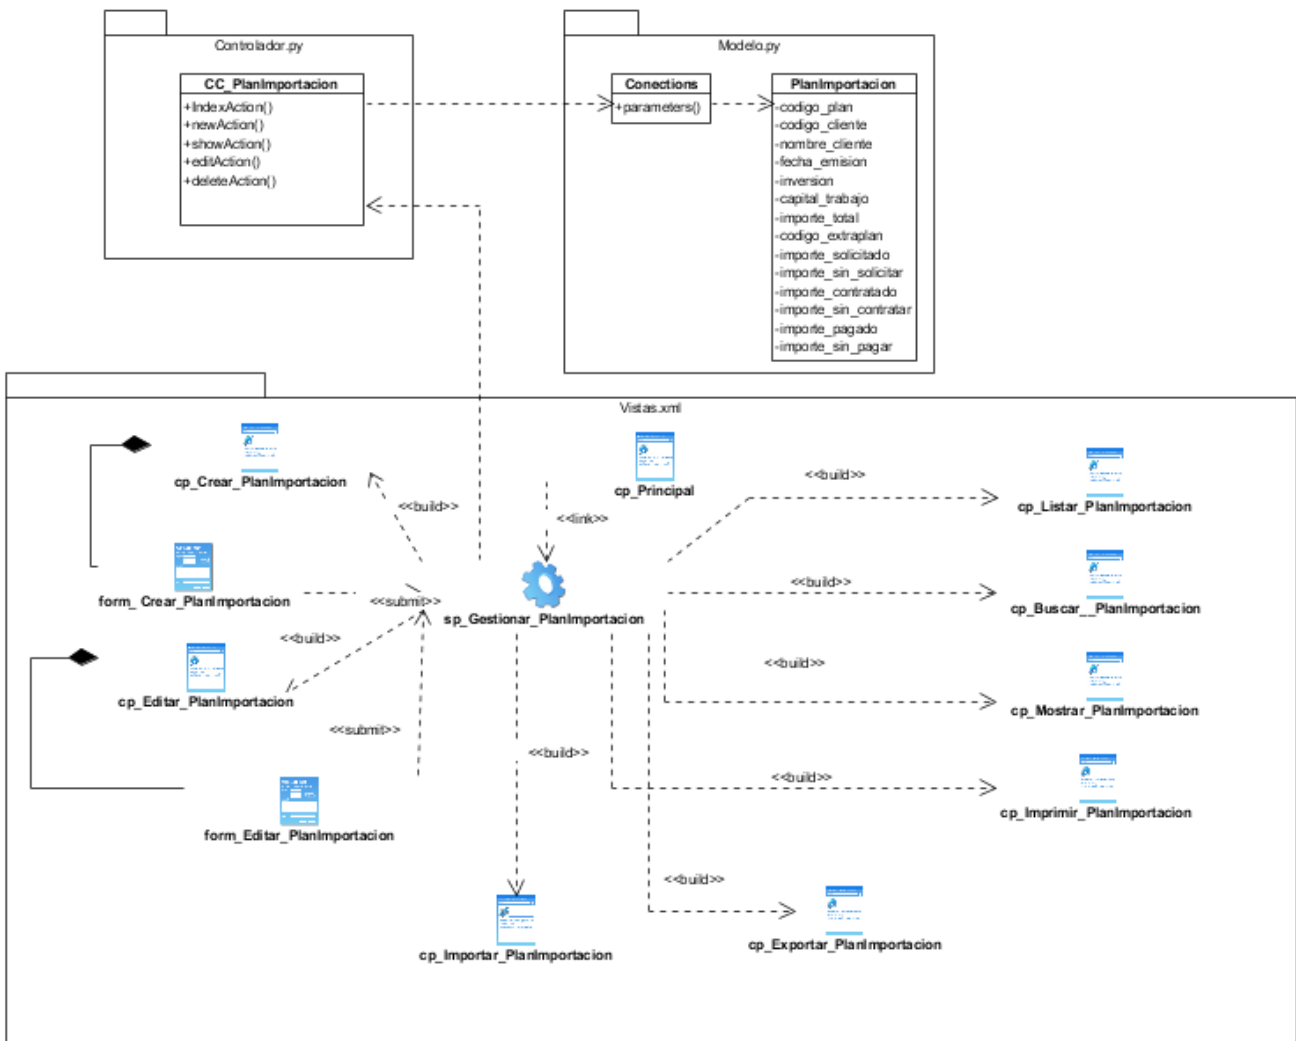 Controlador.py
CC_PlanImportacion
+IndexAction()
+newAction()
+showAction()
+editAction()
+deleteAction()
Modelo.py
Conections
+parameters()
PlanImportacion
-codigo_plan
-codigo_cliente
-nombre_cliente
-fecha_emision
-inversion
-capital_trabajo
-importe_total
-codigo_extraplan
-importe_solicitado
-importe_sin_solicitar
-importe_contratado
-importe_sin_contratar
-importe_pagado
-importe_sin_pagar
Vistas.xml
cp_Crear_PlanImportacion
cp_Principal
<<build>>
cp_Listar_PlanImportacion
<<build>>
<<link>>
form_ Crear_PlanImportacion
<<submit>>
sp_Gestionar_PlanImportacion
<<build>>
cp_Buscar__PlanImportacion
<<build>>
cp_Editar_PlanImportacion
<<build>>
cp_Mostrar_PlanImportacion
<<submit>>
<<build>>
<<build>>
cp_Imprimir_PlanImportacion
form_Editar_PlanImportacion
<<build>>
cp_Importar_PlanImportacion
cp_Exportar_PlanImportacion